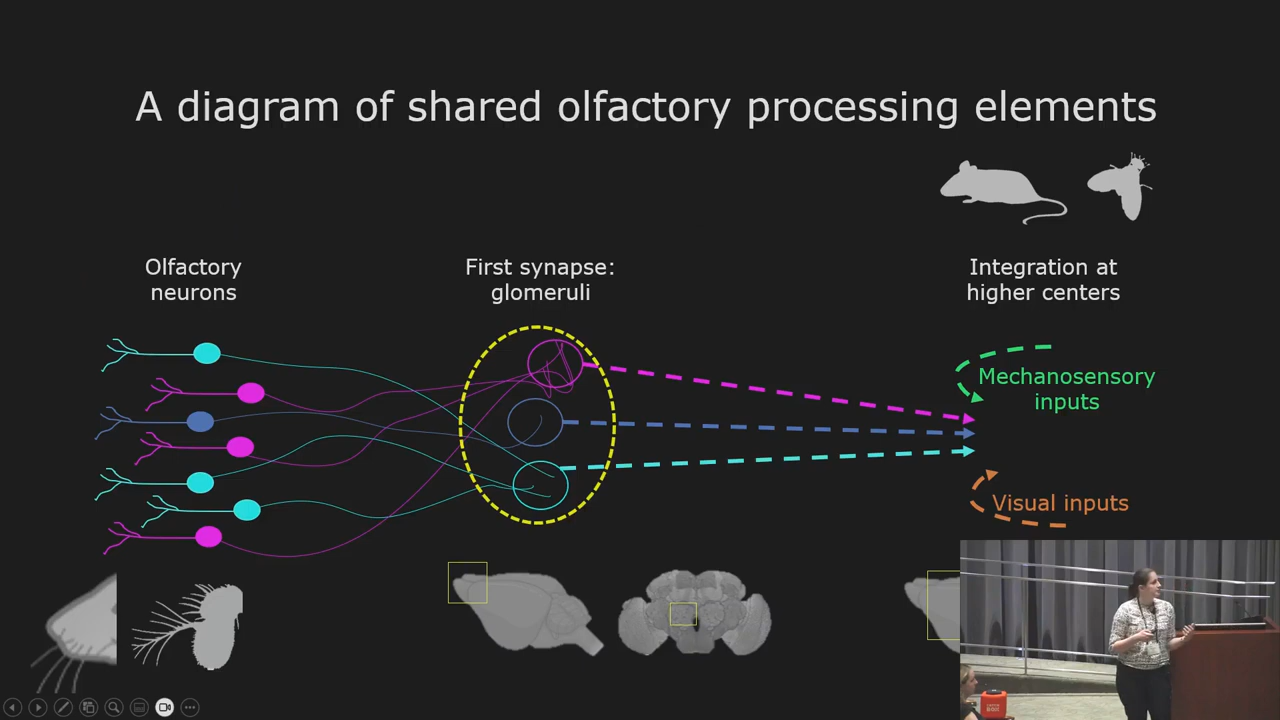 A diagram of shared olfactory processing elements
Olfactory
neurons
First synapse:
glomeruli
Integration at
higher centers
Mechanosensory
inputs
Visual inputs